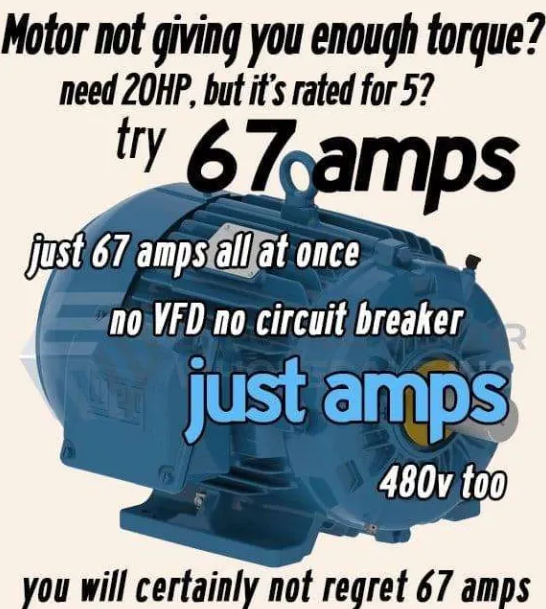 Motor not giving you enough torque?
need 20HP, but it's rated for 5?
try 67 amps
just 67 amps all at once
no VFD no circuit breaker
just amps
480v too
you will certainly not regret 67 amps